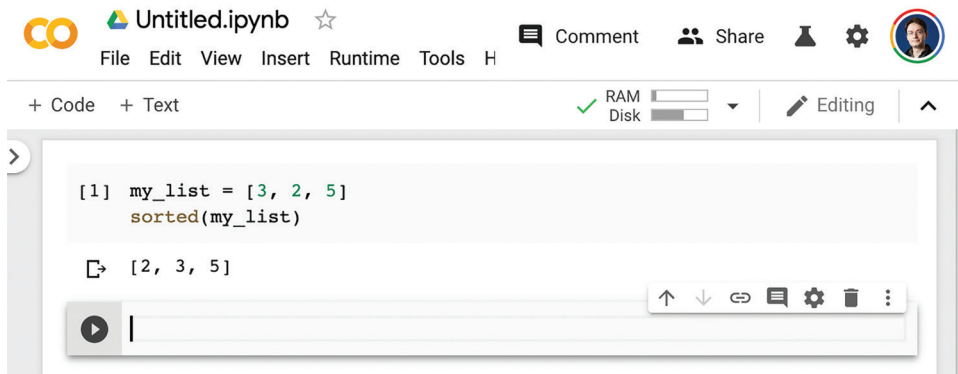 Untitled.ipynb
Comment
Share
File Edit View Insert Runtime Tools H
+ Code + Text
RAM
Disk
Editing
[1] my_list = [3, 2, 5]
sorted(my_list)
[2, 3, 5]